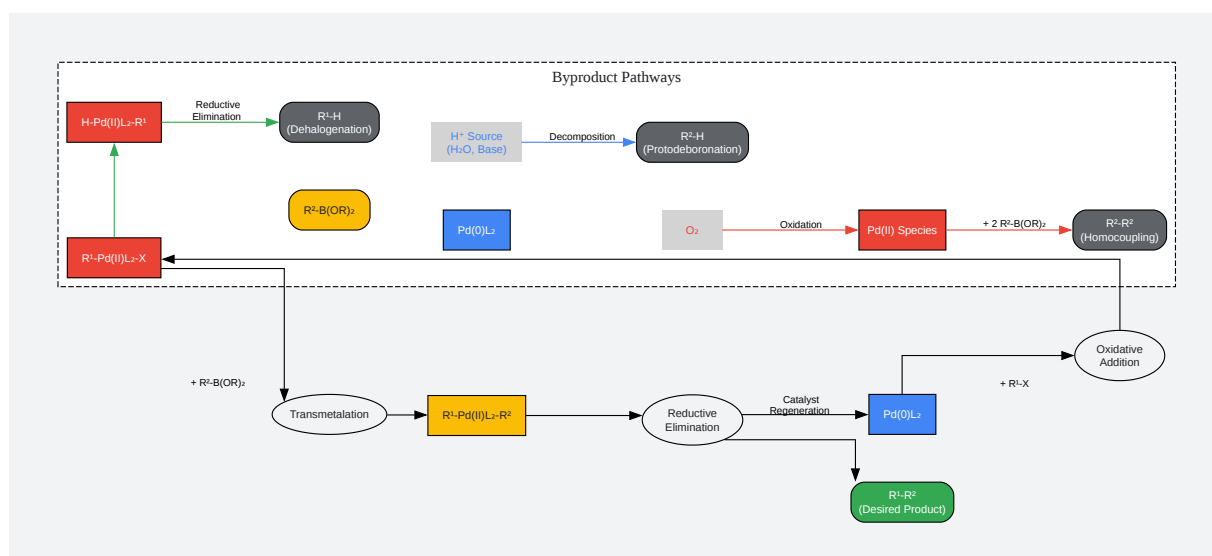 Byproduct Pathways
H-Pd(II)L₂-R¹
Reductive
Elimination
R¹-H
(Dehalogenation)
H⁺ Source
(H₂O, Base)
Decomposition
R²-H
(Protodeboronation)
R²-B(OR)₂
Pd(0)L₂
O₂
Oxidation
Pd(II) Species
+ 2 R²-B(OR)₂
R²-R²
(Homocoupling)
R¹-Pd(II)L₂-X
Oxidative
Addition
+ R²-B(OR)₂
+ R¹-X
Transmetalation
R¹-Pd(II)L₂-R²
Reductive
Elimination
Catalyst
Regeneration
Pd(0)L₂
R¹-R²
(Desired Product)